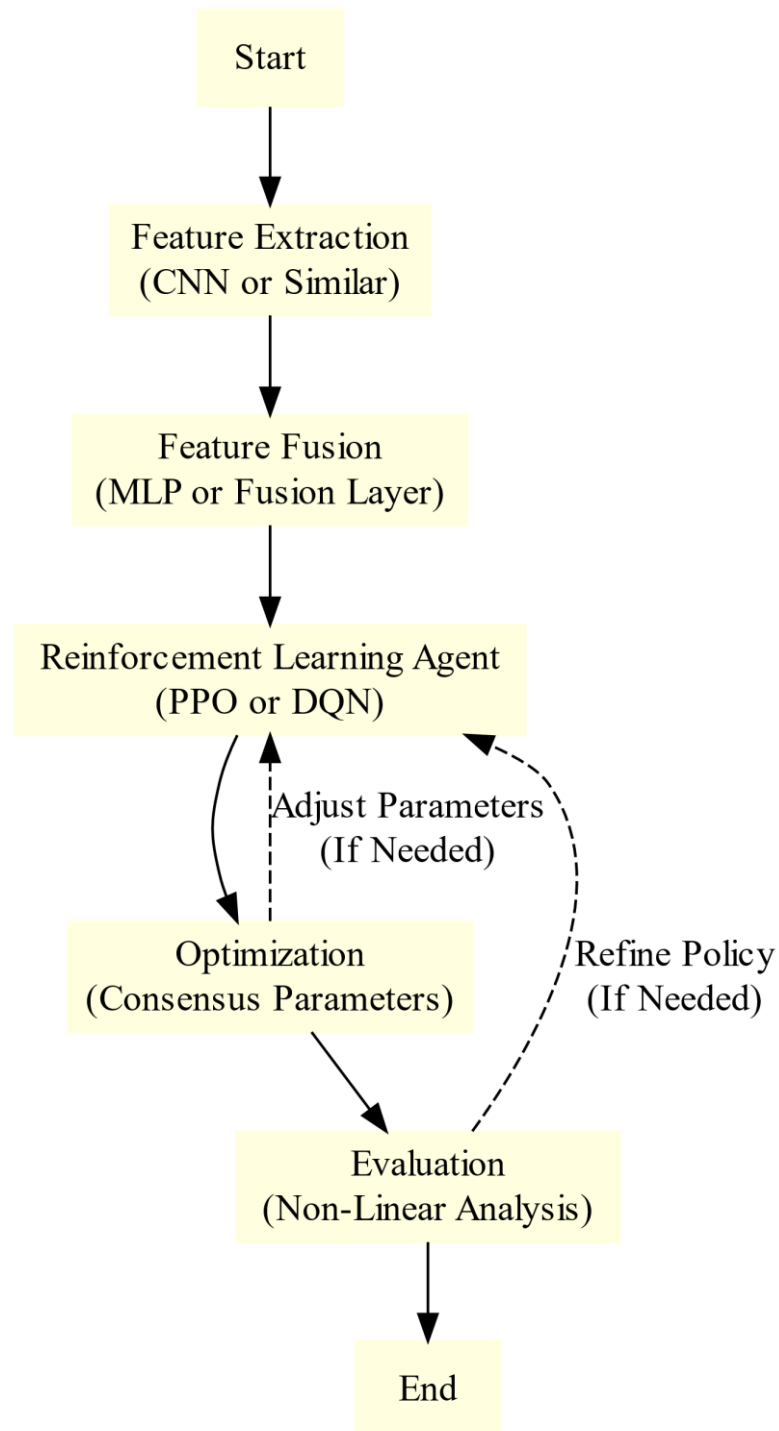 Start
Feature Extraction
(CNN or Similar)
Feature Fusion
(MLP or Fusion Layer)
Reinforcement Learning Agent
(PPO or DQN)
Adjust Parameters
(If Needed)
Optimization
(Consensus Parameters)
Refine Policy
(If Needed)
Evaluation
(Non-Linear Analysis)
End